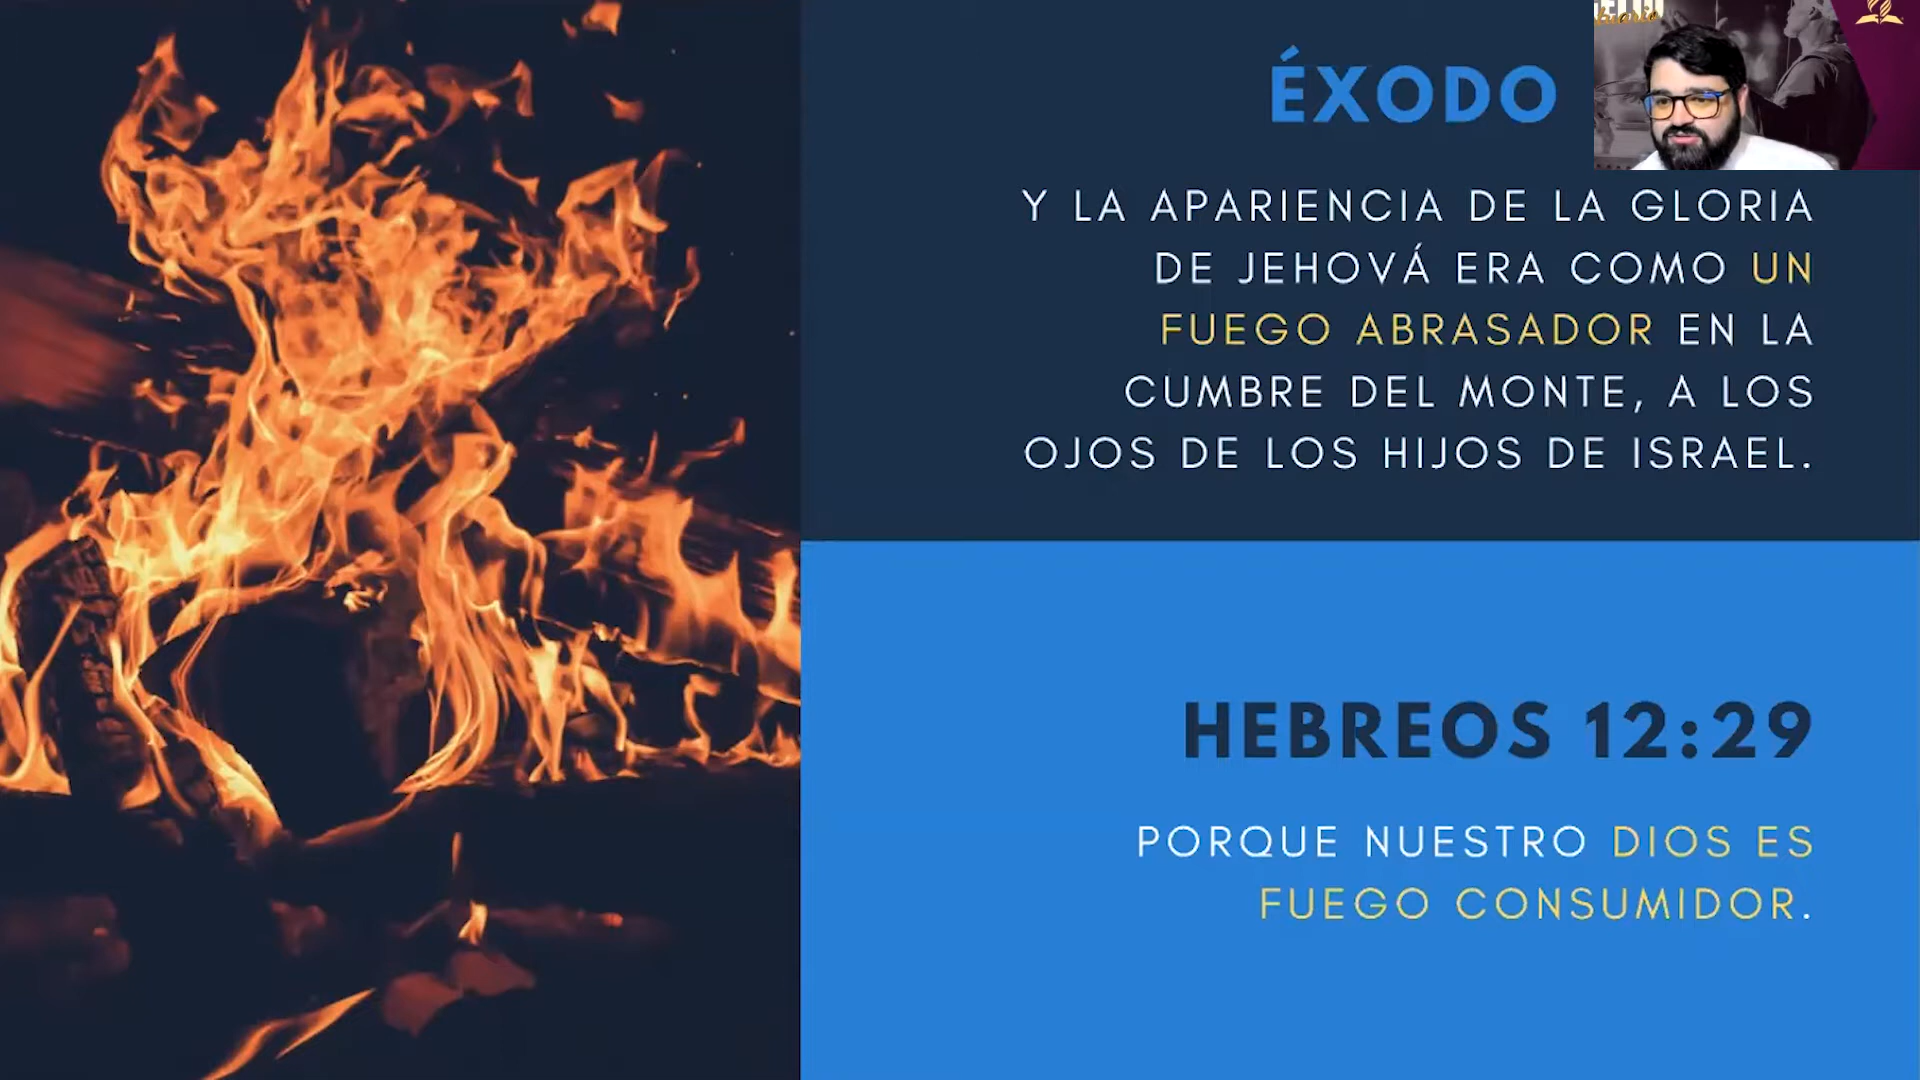 ÉXODO
Y LA APARIENCIA DE LA GLORIA
DE JEHOVÁ ERA COMO UN
FUEGO ABRASADOR EN LA
CUMBRE DEL MONTE, A LOS
OJOS DE LOS HIJOS DE ISRAEL.
HEBREOS 12:29
PORQUE NUESTRO DIOS ES
FUEGO CONSUMIDOR.